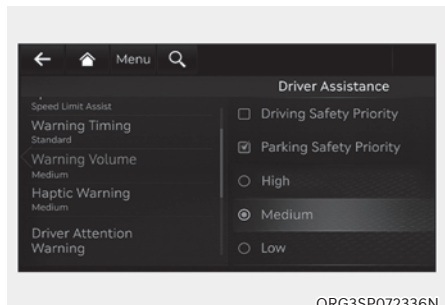 Menu
Driver Assistance
Speed Limit Assist
Warning Timing
Standard
Warning Volume
Medium
Haptic Warning
Medium
Driver Attention
Warning
Driving Safety Priority
Parking Safety Priority
High
Medium
Low
ORG3SP072336N